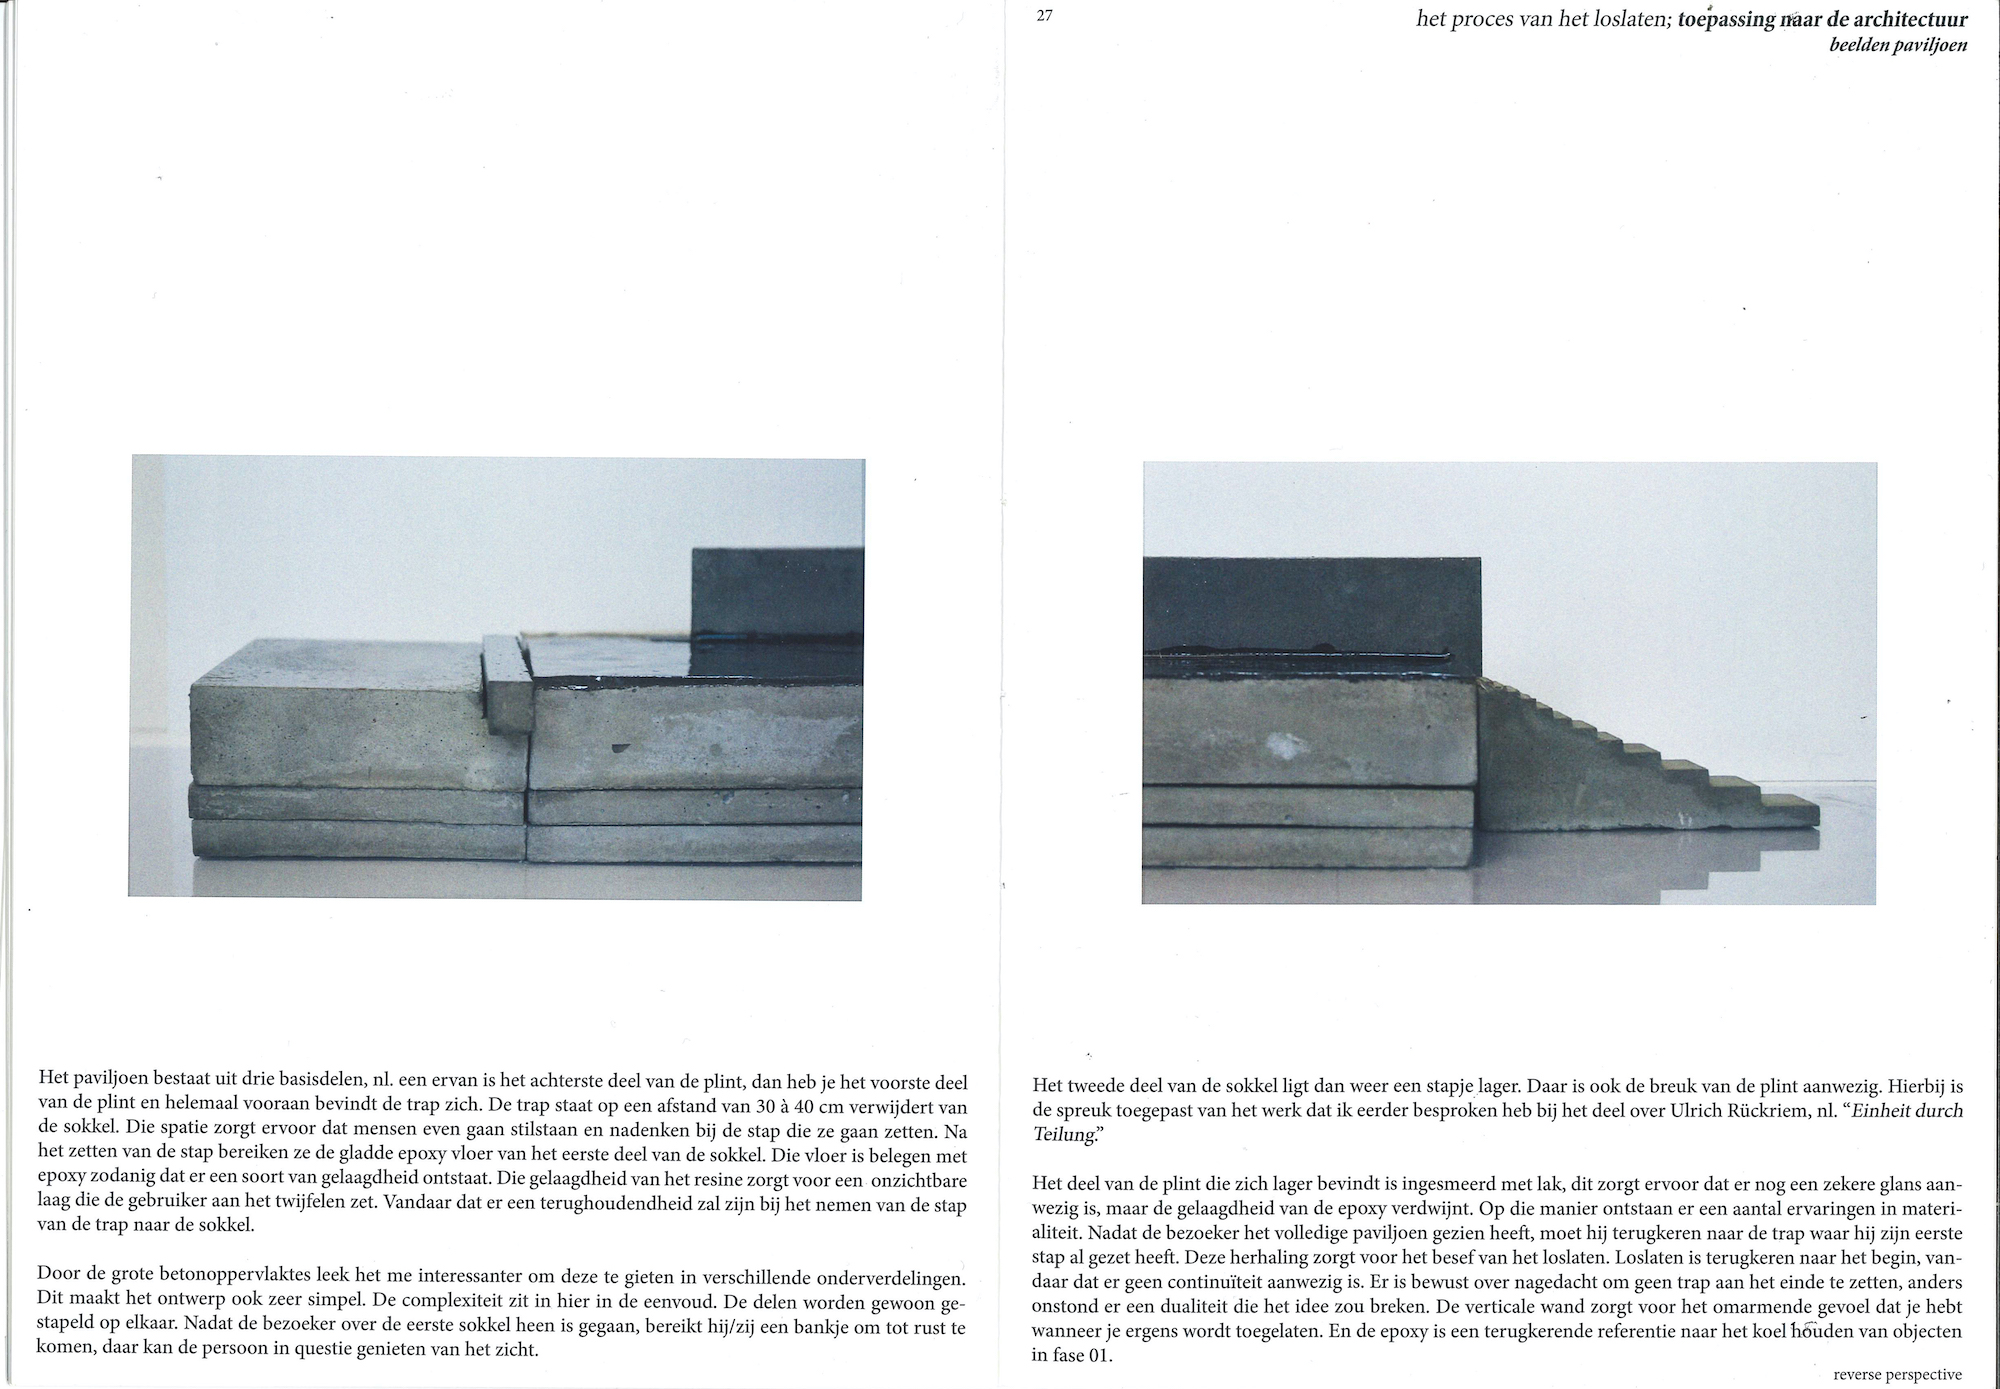 Het paviljoen bestaat uit drie basisdelen, nl. een ervan is het achterste deel van de plint, dan heb je het voorste deel
van de plint en helemaal vooraan bevindt de trap zich. De trap staat op een afstand van 30 à 40 cm verwijdert van
de sokkel. Die spatie zorgt ervoor dat mensen even gaan stilstaan en nadenken bij de stap die ze gaan zetten. Na
het zetten van de stap bereiken ze de gladde epoxy vloer van het eerste deel van de sokkel. Die vloer is belegen met
epoxy zodanig dat er een soort van gelaagdheid ontstaat. Die gelaagdheid van het resine zorgt voor een onzichtbare
laag die de gebruiker aan het twijfelen zet. Vandaar dat er een terughoudendheid zal zijn bij het nemen van de stap
van de trap naar de sokkel.
Door de grote betonoppervlaktes leek het me interessanter om deze te gieten in verschillende onderverdelingen.
Dit maakt het ontwerp ook zeer simpel. De complexiteit zit in hier in de eenvoud. De delen worden gewoon ge-
stapeld op elkaar. Nadat de bezoeker over de eerste sokkel heen is gegaan, bereikt hij/zij een bankje om tot rust te
komen, daar kan de persoon in questie genieten van het zicht.
27
het proces van het loslaten; toepassing naar de architectuur
beelden paviljoen
Het tweede deel van de sokkel ligt dan weer een stapje lager. Daar is ook de breuk van de plint aanwezig. Hierbij is
de spreuk toegepast van het werk dat ik eerder besproken heb bij het deel over Ulrich Rückriem, nl. “Einheit durch
Teilung.”
Het deel van de plint die zich lager bevindt is ingesmeerd met lak, dit zorgt ervoor dat er nog een zekere glans aan-
wezig is, maar de gelaagdheid van de epoxy verdwijnt. Op die manier ontstaan er een aantal ervaringen in materi-
aliteit. Nadat de bezoeker het volledige paviljoen gezien heeft, moet hij terugkeren naar de trap waar hij zijn eerste
stap al gezet heeft. Deze herhaling zorgt voor het besef van het loslaten. Loslaten is terugkeren naar het begin, van-
daar dat er geen continuïteit aanwezig is. Er is bewust over nagedacht om geen trap aan het einde te zetten, anders
onstond er een dualiteit die het idee zou breken. De verticale wand zorgt voor het omarmende gevoel dat je hebt
wanneer je ergens wordt toegelaten. En de epoxy is een terugkerende referentie naar het koel houden van objecten
in fase 01.
reverse perspective